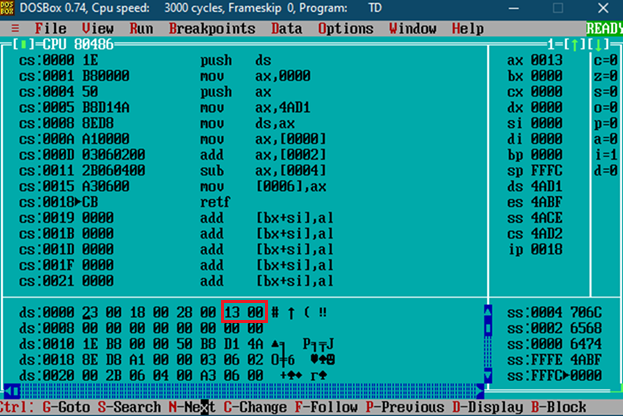 DOSBox 0.74, Cpu speed: 3000 cycles, Frameskip 0, Program: TD
≡ File View Run Breakpoints Data Options Window Help READY
[■]=CPU 80486 1=[↑][↓]
cs:0000 1E push ds ax 0013 c=0
cs:0001 B80000 mov ax,0000 bx 0000 z=0
cs:0004 50 push ax cx 0000 s=0
cs:0005 B8D14A mov ax,4AD1 dx 0000 o=0
cs:0008 8ED8 mov ds,ax si 0000 p=0
cs:000A A10000 mov ax,[0000] di 0000 a=0
cs:000D 03060200 add ax,[0002] bp 0000 i=1
cs:0011 2B060400 sub ax,[0004] sp FFFC d=0
cs:0015 A30600 mov [0006],ax ds 4AD1
cs:0018►CB retf es 4ABF
cs:0019 0000 add [bx+si],al ss 4ACE
cs:001B 0000 add [bx+si],al cs 4AD2
cs:001D 0000 add [bx+si],al ip 0018
cs:001F 0000 add [bx+si],al
cs:0021 0000 add [bx+si],al
ds:0000 23 00 18 00 28 00 13 00 # ↑ ( ‼ ss:0004 706C
ds:0008 00 00 00 00 00 00 00 00 ss:0002 6568
ds:0010 1E B8 00 00 50 B8 D1 4A ▲╕ P╕╤J ss:0000 6474
ds:0018 8E D8 A1 00 00 03 06 02 ss:FFFE 4ABF
ds:0020 00 2B 06 04 00 A3 06 00 ss:FFFC►0000
Ctrl: G-Goto S-Search N-Next C-Change F-Follow P-Previous D-Display B-Block